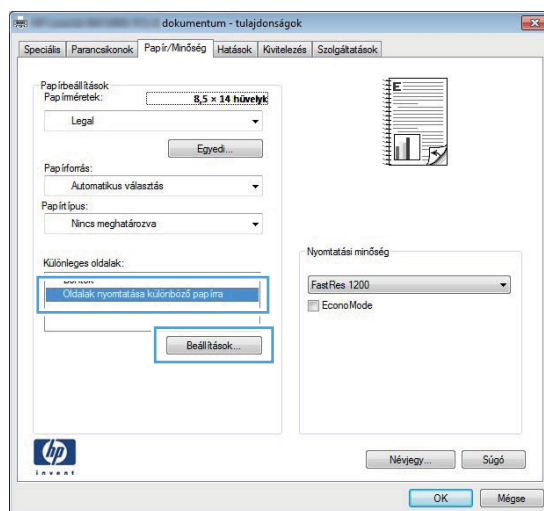 dokumentum - tulajdonságok
Speciális Parancsikonok Papír/Minőség Hatások Kivitelezés Szolgáltatások
Papírbeállítások
Papírméretek: 8,5 × 14 hüvelyk
Legal
Egyedi...
Papírforrás:
Automatikus választás
Papírtípus:
Nincs meghatározva
Különleges oldalak:
Oldalak nyomtatása különböző papírra
Beállítások...
E
Nyomtatási minőség
FastRes 1200
EconoMode
hp
invent
Névjegy... Súgó
OK Mégse